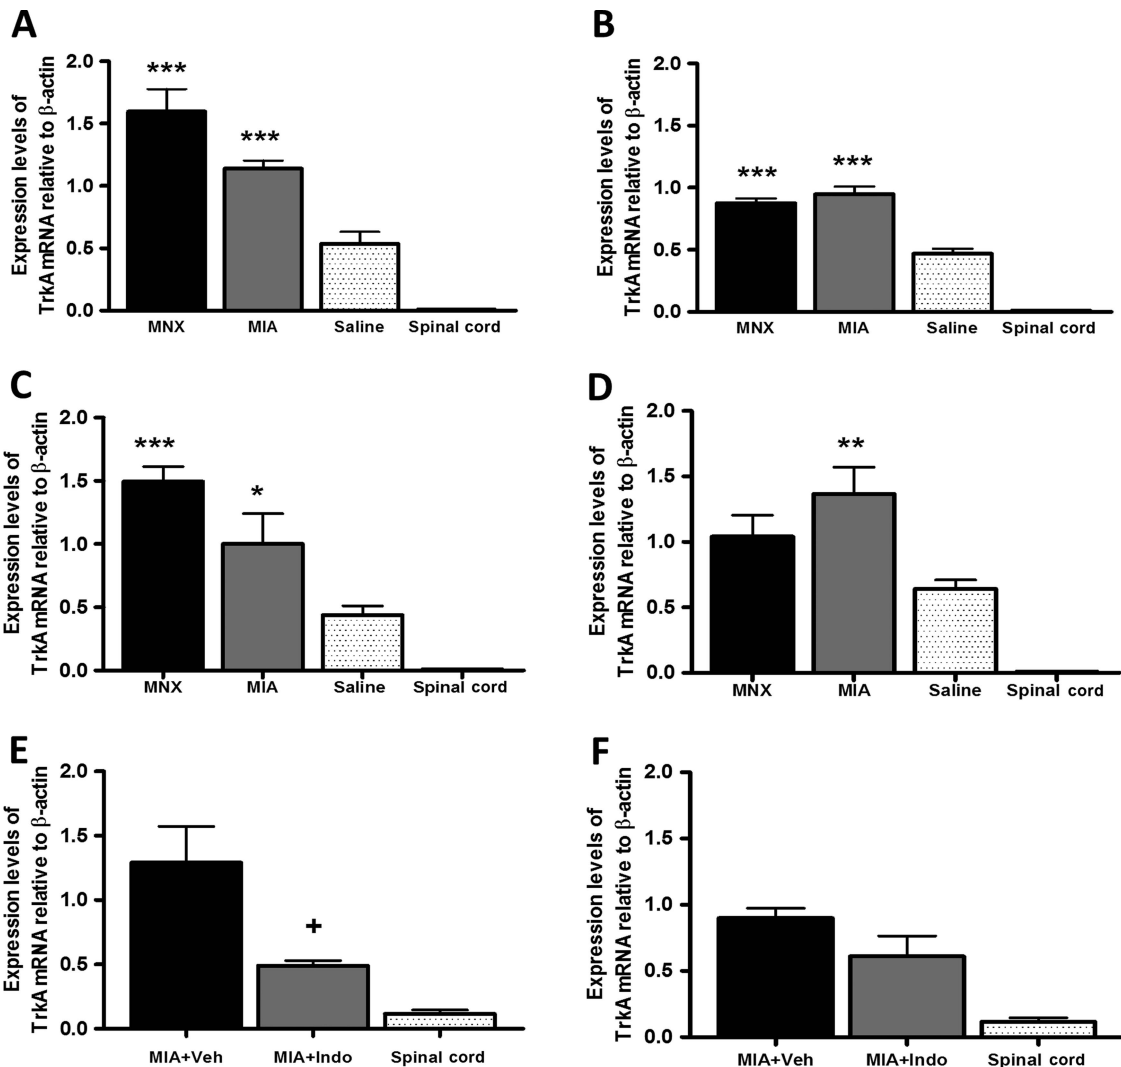 A
Expression levels of
TrkA mRNA relative to β-actin
2.0
1.5
1.0
0.5
0.0
***
***
MNX
MIA
Saline
Spinal cord
B
Expression levels of
TrkA mRNA relative to β-actin
2.0
1.5
1.0
0.5
0.0
***
***
MNX
MIA
Saline
Spinal cord
C
Expression levels of
TrkA mRNA relative to β-actin
2.0
1.5
1.0
0.5
0.0
***
*
MNX
MIA
Saline
Spinal cord
D
Expression levels of
TrkA mRNA relative to β-actin
2.0
1.5
1.0
0.5
0.0
**
MNX
MIA
Saline
Spinal cord
E
Expression levels of
TrkA mRNA relative to β-actin
2.0
1.5
1.0
0.5
0.0
+
MIA+Veh
MIA+Indo
Spinal cord
F
Expression levels of
TrkA mRNA relative to β-actin
2.0
1.5
1.0
0.5
0.0
MIA+Veh
MIA+Indo
Spinal cord